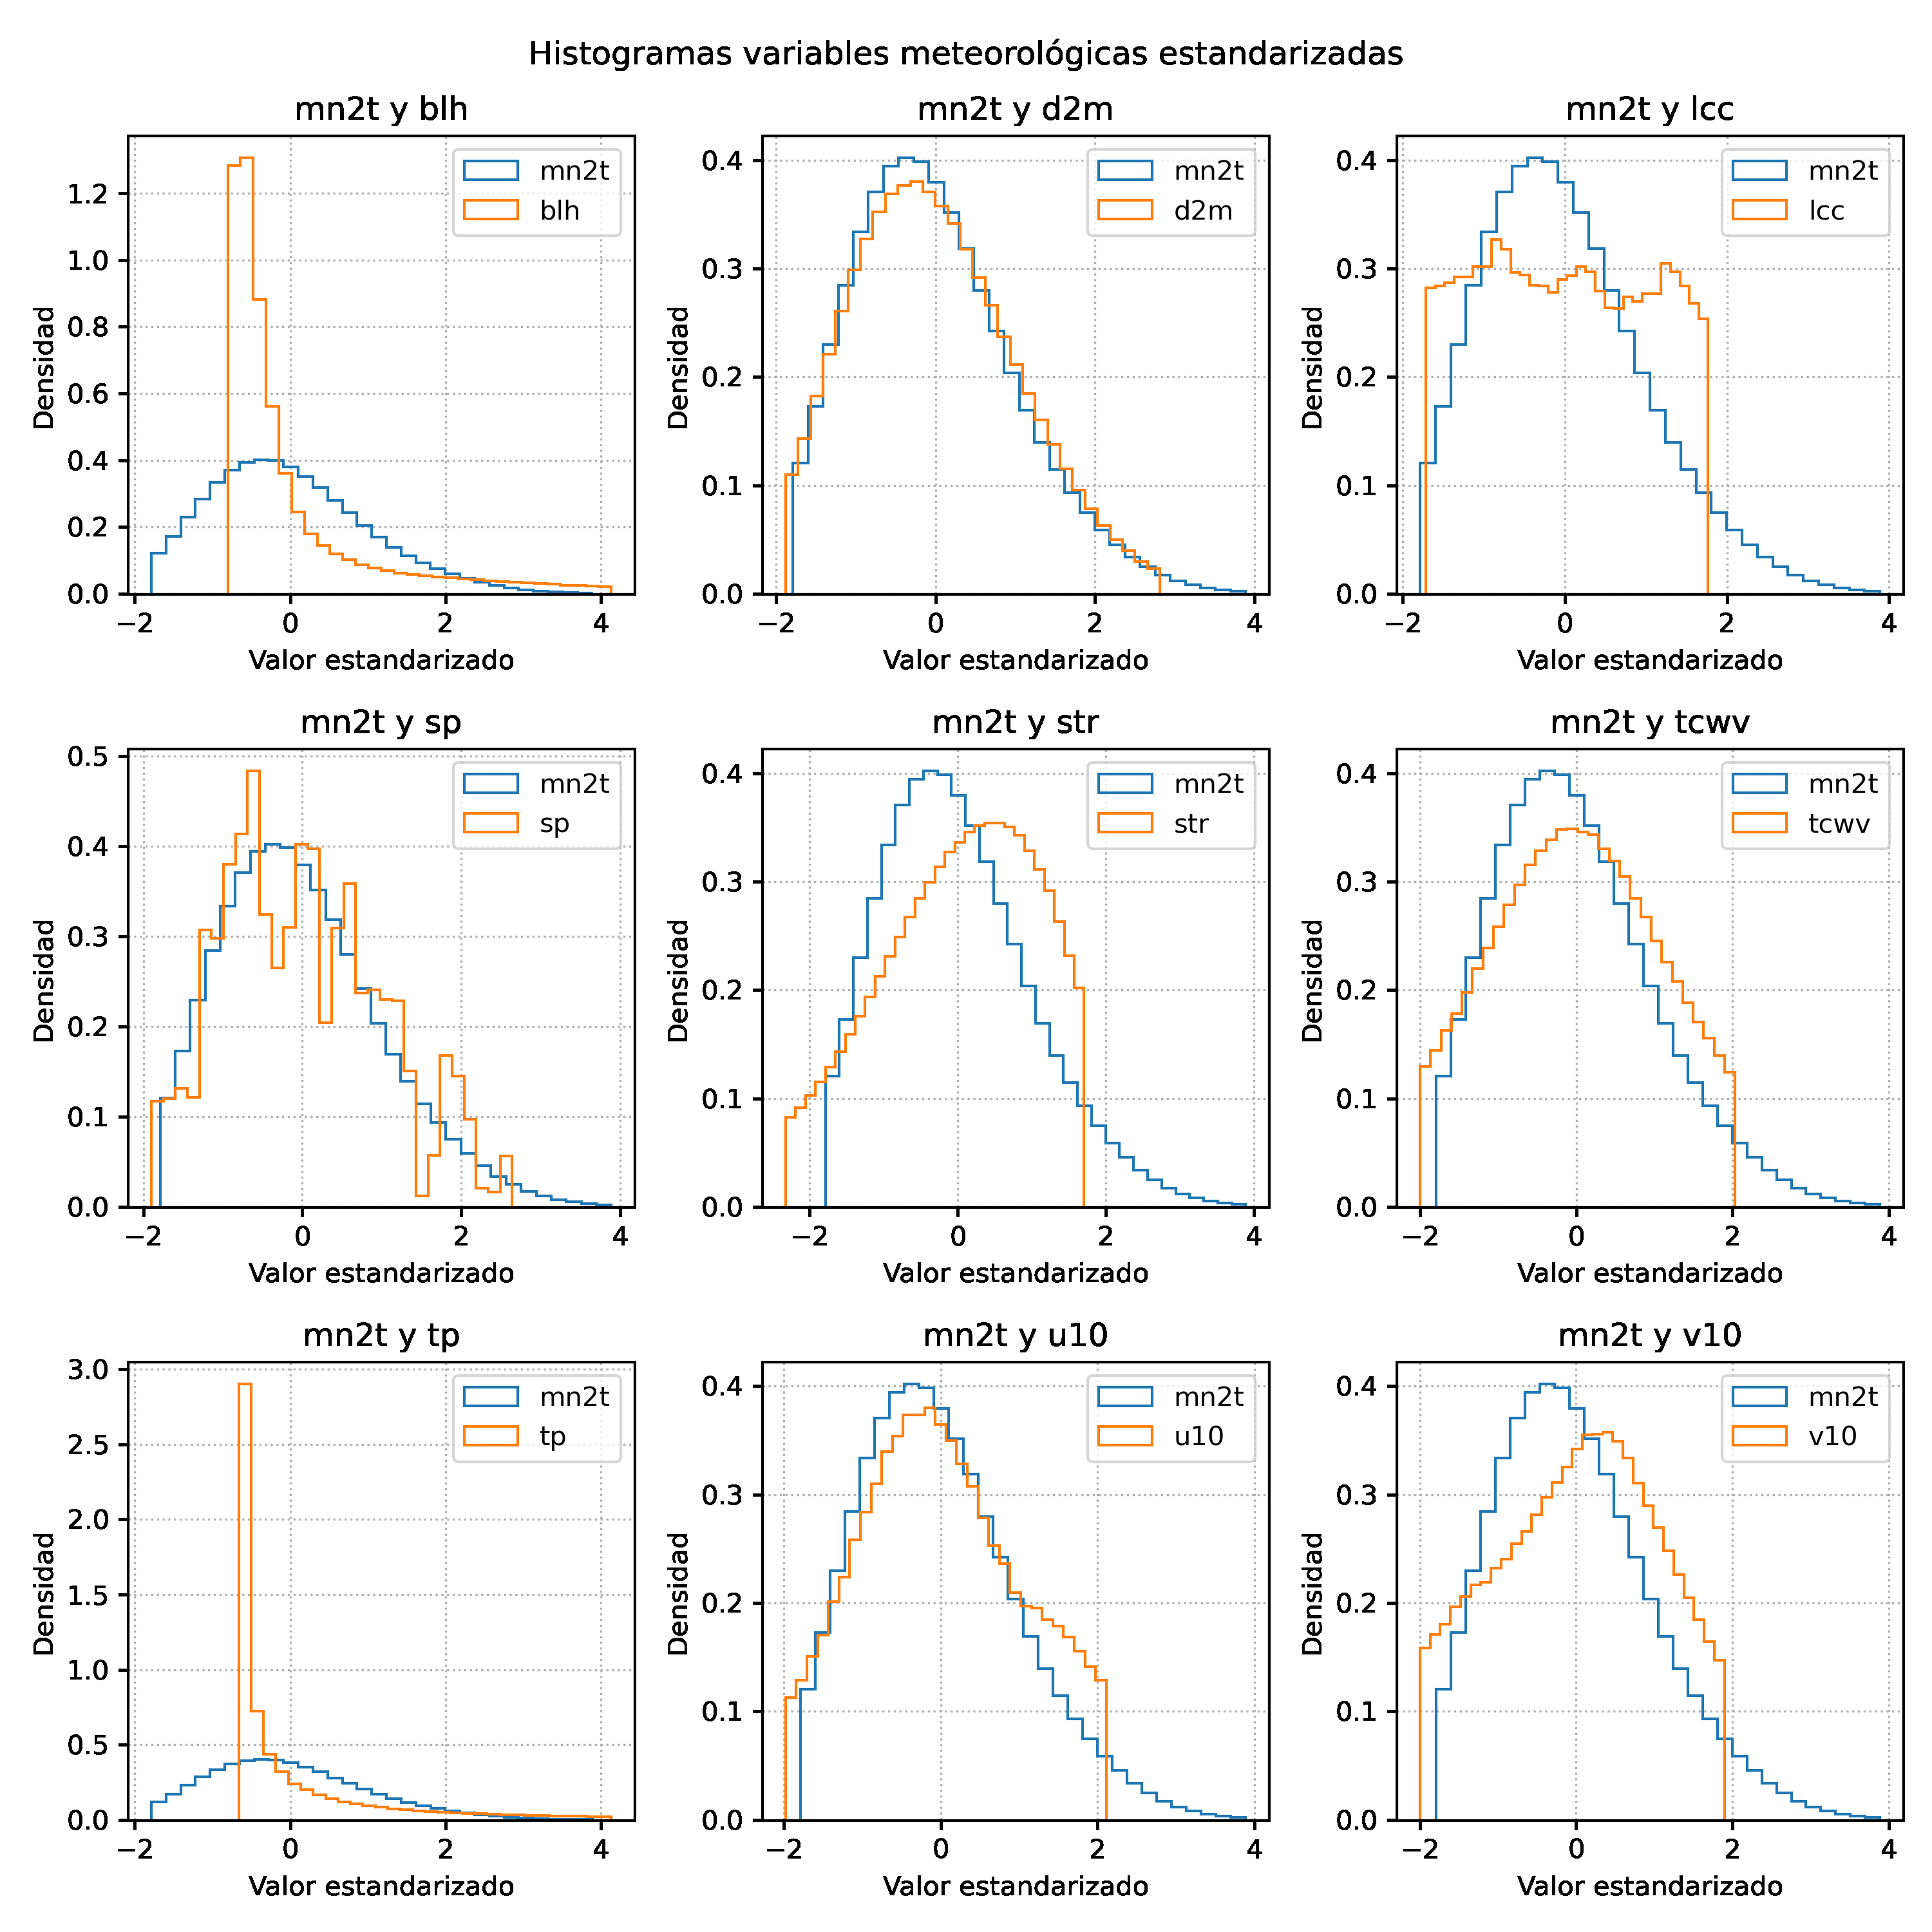 Histogramas variables meteorológicas estandarizadas
mn2t y blh
mn2t
blh
Densidad
1.2
1.0
0.8
0.6
0.4
0.2
0.0
−2 0 2 4
Valor estandarizado
mn2t y d2m
mn2t
d2m
Densidad
0.4
0.3
0.2
0.1
0.0
−2 0 2 4
Valor estandarizado
mn2t y lcc
mn2t
lcc
Densidad
0.4
0.3
0.2
0.1
0.0
−2 0 2 4
Valor estandarizado
mn2t y sp
mn2t
sp
Densidad
0.5
0.4
0.3
0.2
0.1
0.0
−2 0 2 4
Valor estandarizado
mn2t y str
mn2t
str
Densidad
0.4
0.3
0.2
0.1
0.0
−2 0 2 4
Valor estandarizado
mn2t y tcwv
mn2t
tcwv
Densidad
0.4
0.3
0.2
0.1
0.0
−2 0 2 4
Valor estandarizado
mn2t y tp
mn2t
tp
Densidad
3.0
2.5
2.0
1.5
1.0
0.5
0.0
−2 0 2 4
Valor estandarizado
mn2t y u10
mn2t
u10
Densidad
0.4
0.3
0.2
0.1
0.0
−2 0 2 4
Valor estandarizado
mn2t y v10
mn2t
v10
Densidad
0.4
0.3
0.2
0.1
0.0
−2 0 2 4
Valor estandarizado